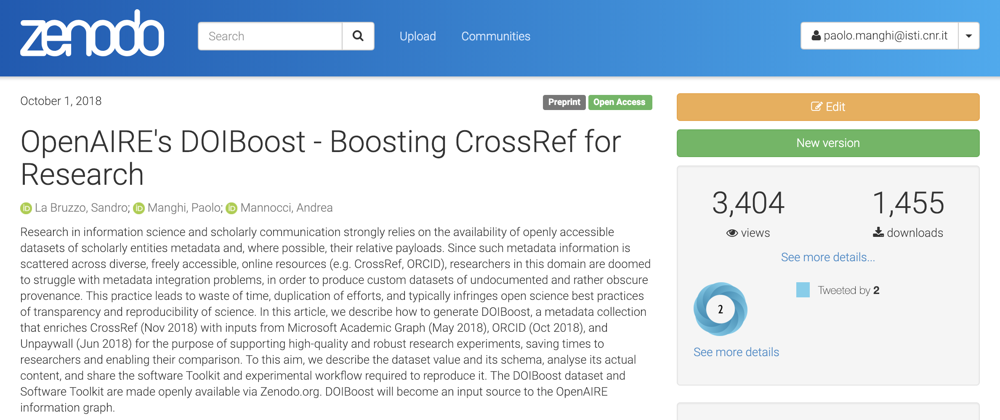 zenodo
Search
Upload
Communities
paolo.manghi@isti.cnr.it
October 1, 2018
Preprint
Open Access
OpenAIRE's DOIBoost - Boosting CrossRef for
Research
iD La Bruzzo, Sandro; iD Manghi, Paolo; iD Mannocci, Andrea
Research in information science and scholarly communication strongly relies on the availability of openly accessible
datasets of scholarly entities metadata and, where possible, their relative payloads. Since such metadata information is
scattered across diverse, freely accessible, online resources (e.g. CrossRef, ORCID), researchers in this domain are doomed
to struggle with metadata integration problems, in order to produce custom datasets of undocumented and rather obscure
provenance. This practice leads to waste of time, duplication of efforts, and typically infringes open science best practices
of transparency and reproducibility of science. In this article, we describe how to generate DOIBoost, a metadata collection
that enriches CrossRef (Nov 2018) with inputs from Microsoft Academic Graph (May 2018), ORCID (Oct 2018), and
Unpaywall (Jun 2018) for the purpose of supporting high-quality and robust research experiments, saving times to
researchers and enabling their comparison. To this aim, we describe the dataset value and its schema, analyse its actual
content, and share the software Toolkit and experimental workflow required to reproduce it. The DOIBoost dataset and
Software Toolkit are made openly available via Zenodo.org. DOIBoost will become an input source to the OpenAIRE
information graph.
Edit
New version
3,404
views
1,455
downloads
See more details...
2
Tweeted by 2
See more details